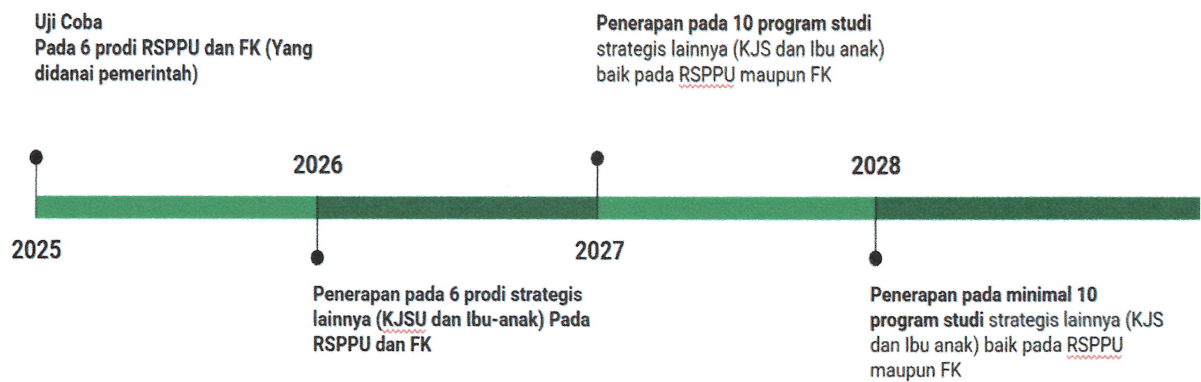 Uji Coba
Pada 6 prodi RSPPU dan FK (Yang
didanai pemerintah)
Penerapan pada 10 program studi
strategis lainnya (KJS dan Ibu anak)
baik pada RSPPU maupun FK
2026
2028
2025
2027
Penerapan pada 6 prodi strategis
lainnya (KJSU dan Ibu-anak) Pada
RSPPU dan FK
Penerapan pada minimal 10
program studi strategis lainnya (KJS
dan Ibu anak) baik pada RSPPU
maupun FK